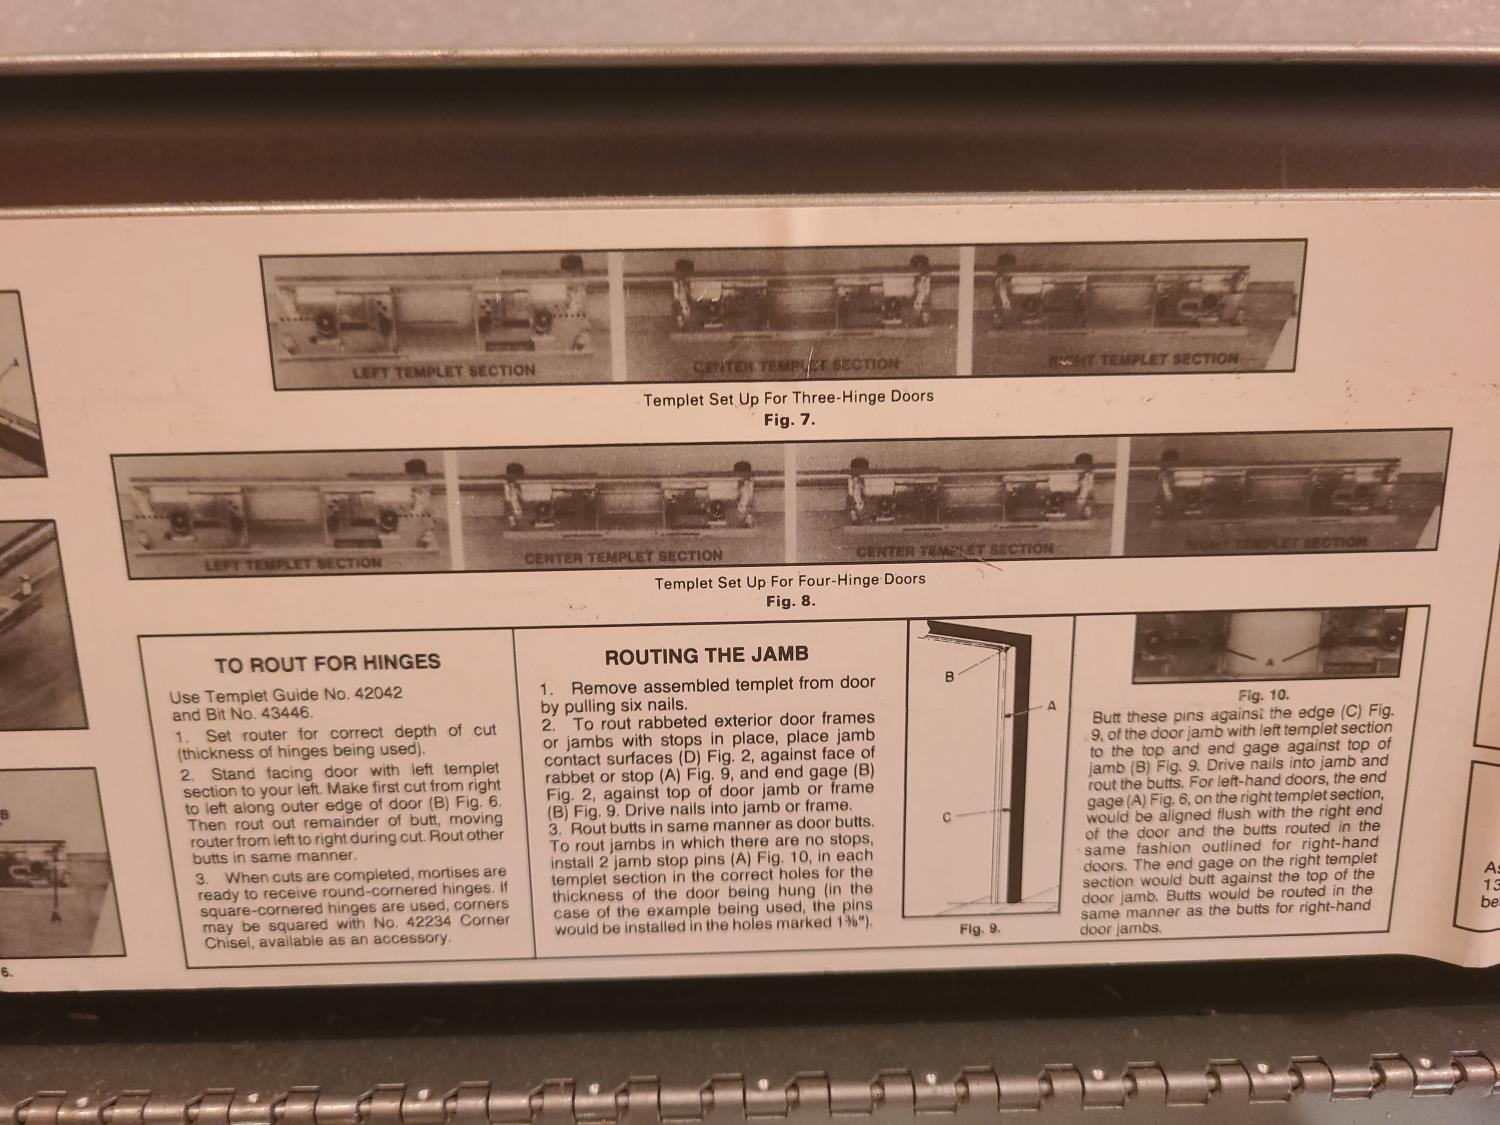 LEFT TEMPLET SECTION
CENTER TEMPLET SECTION
RIGHT TEMPLET SECTION
Templet Set Up For Three-Hinge Doors
Fig. 7.
LEFT TEMPLET SECTION
CENTER TEMPLET SECTION
CENTER TEMPLET SECTION
RIGHT TEMPLET SECTION
Templet Set Up For Four-Hinge Doors
Fig. 8.
A
B
A
6.
TO ROUT FOR HINGES
Use Templet Guide No. 42042
and Bit No. 43446.
1. Set router for correct depth of cut
(thickness of hinges being used).
2. Stand facing door with left templet
section to your left. Make first cut from right
to left along outer edge of door (B) Fig. 6.
Then rout out remainder of butt, moving
router from left to right during cut. Rout other
butts in same manner.
3. When cuts are completed, mortises are
ready to receive round-cornered hinges. If
square-cornered hinges are used, corners
may be squared with No. 42234 Corner
Chisel, available as an accessory.
ROUTING THE JAMB
1. Remove assembled templet from door
by pulling six nails.
2. To rout rabbeted exterior door frames
or jambs with stops in place, place jamb
contact surfaces (D) Fig. 2, against face of
rabbet or stop (A) Fig. 9, and end gage (B)
Fig. 2, against top of door jamb or frame
(B) Fig. 9. Drive nails into jamb or frame.
3. Rout butts in same manner as door butts.
To rout jambs in which there are no stops,
install 2 jamb stop pins (A) Fig. 10, in each
templet section in the correct holes for the
thickness of the door being hung (in the
case of the example being used, the pins
would be installed in the holes marked 1⅜").
B
A
C
Fig. 9.
A
Fig. 10.
Butt these pins against the edge (C) Fig.
9, of the door jamb with left templet section
to the top and end gage against top of
jamb (B) Fig. 9. Drive nails into jamb and
rout the butts. For left-hand doors, the end
gage (A) Fig. 6, on the right templet section,
would be aligned flush with the right end
of the door and the butts routed in the
same fashion outlined for right-hand
doors. The end gage on the right templet
section would butt against the top of the
door jamb. Butts would be routed in the
same manner as the butts for right-hand
door jambs.
As
13
be